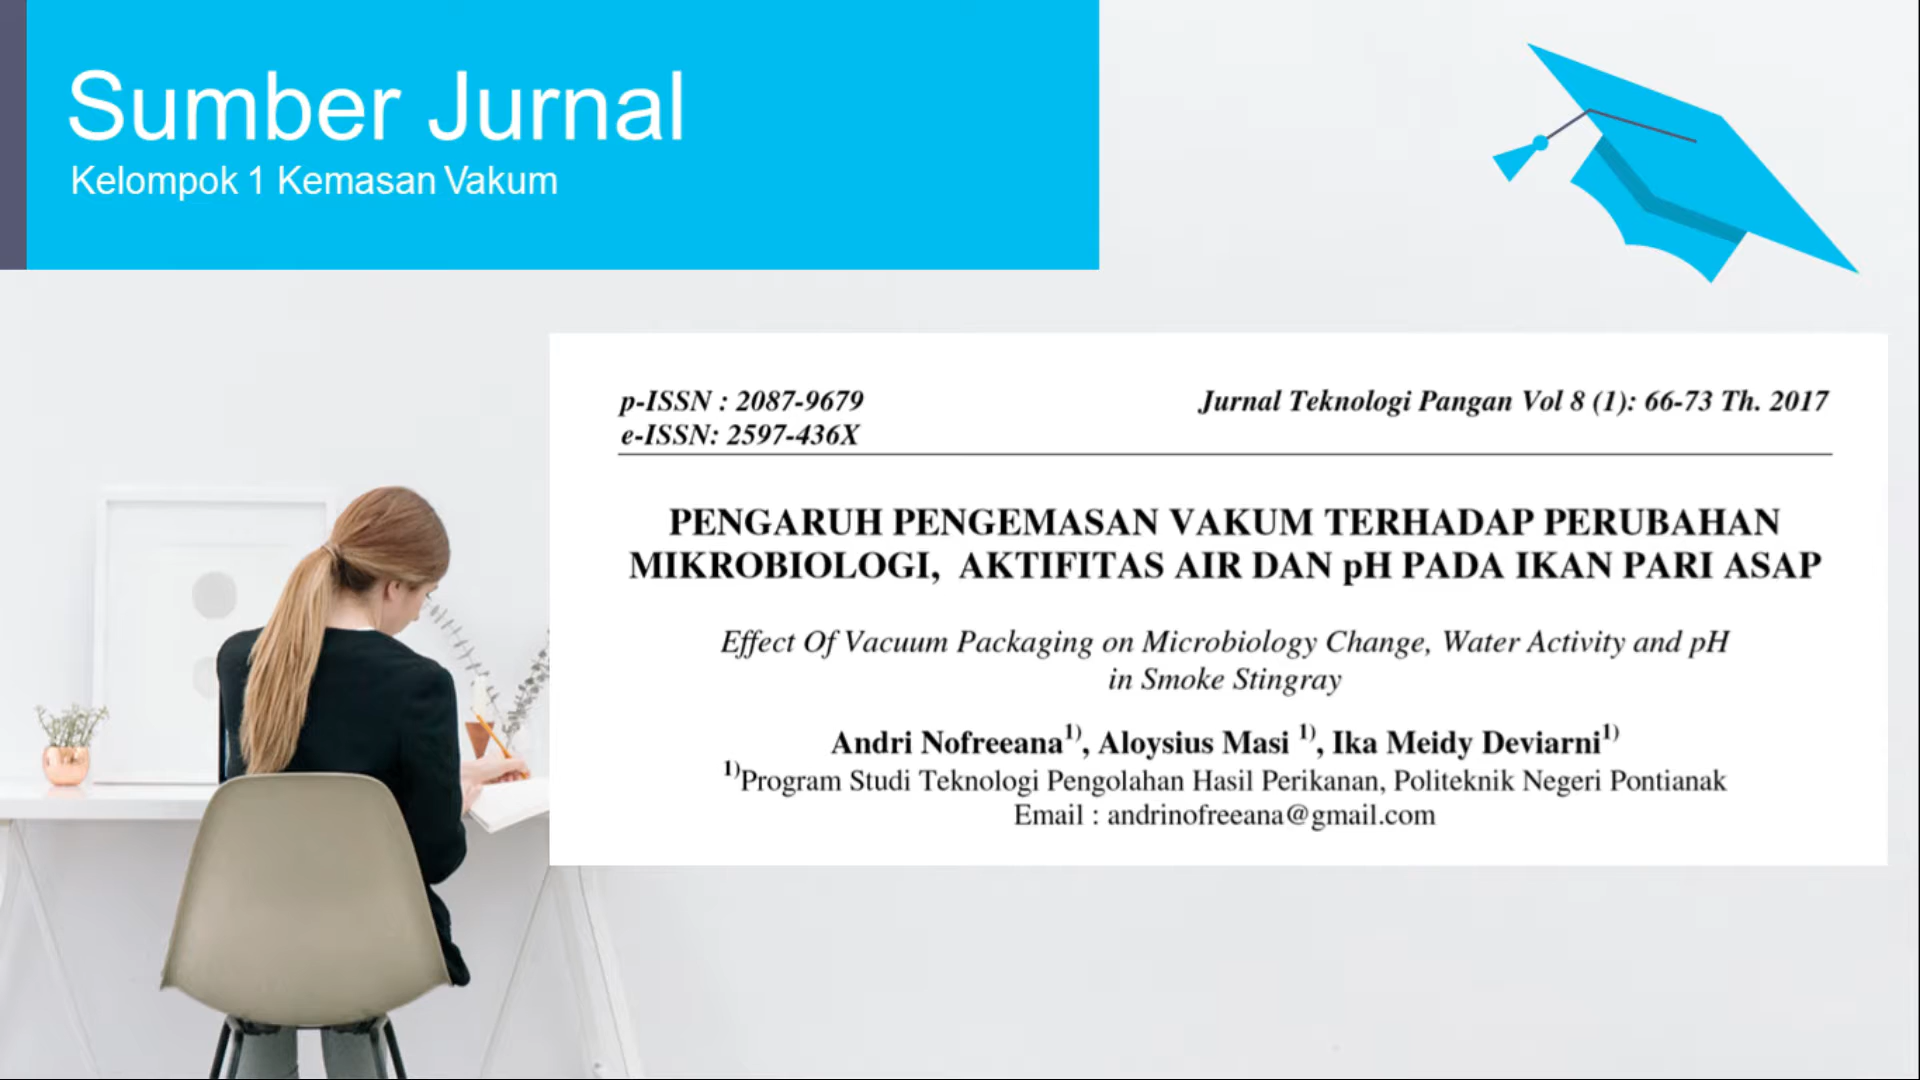 Sumber Jurnal
Kelompok 1 Kemasan Vakum
p-ISSN : 2087-9679
Jurnal Teknologi Pangan Vol 8 (1): 66-73 Th. 2017
e-ISSN: 2597-436X
PENGARUH PENGEMASAN VAKUM TERHADAP PERUBAHAN
MIKROBIOLOGI, AKTIFITAS AIR DAN pH PADA IKAN PARI ASAP
Effect Of Vacuum Packaging on Microbiology Change, Water Activity and pH
in Smoke Stingray
Andri Nofreeana1), Aloysius Masi 1), Ika Meidy Deviarni1)
1)Program Studi Teknologi Pengolahan Hasil Perikanan, Politeknik Negeri Pontianak
Email : andrinofreeana@gmail.com